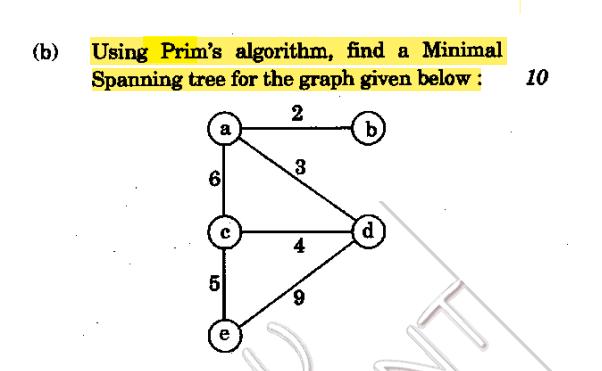 (b) Using Prim's algorithm, find a Minimal
Spanning tree for the graph given below : 10
2
a b
3
6
c d
4
5
9
e